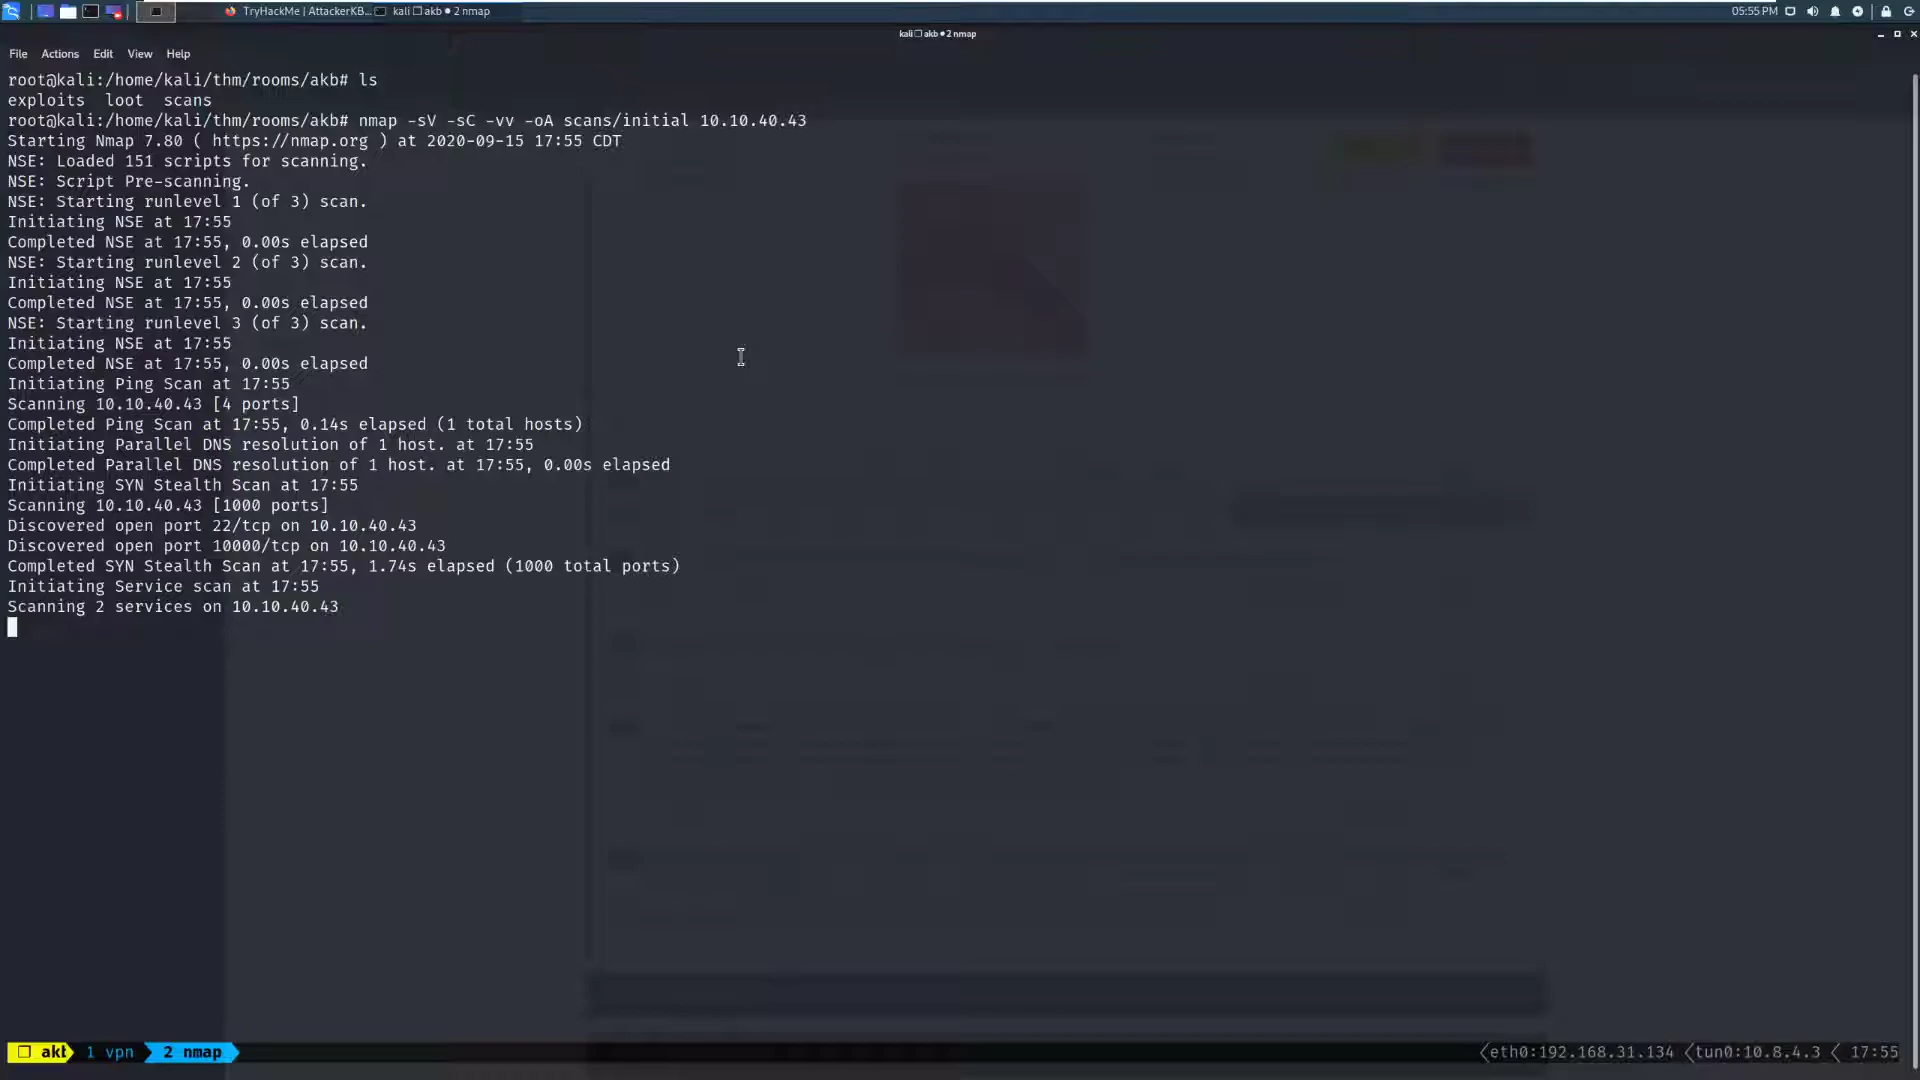 TryHackMe | AttackerKB... kali ❐ akb ● 2 nmap 05:55 PM
kali ❐ akb ● 2 nmap
File Actions Edit View Help
root@kali:/home/kali/thm/rooms/akb# ls
exploits loot scans
root@kali:/home/kali/thm/rooms/akb# nmap -sV -sC -vv -oA scans/initial 10.10.40.43
Starting Nmap 7.80 ( https://nmap.org ) at 2020-09-15 17:55 CDT
NSE: Loaded 151 scripts for scanning.
NSE: Script Pre-scanning.
NSE: Starting runlevel 1 (of 3) scan.
Initiating NSE at 17:55
Completed NSE at 17:55, 0.00s elapsed
NSE: Starting runlevel 2 (of 3) scan.
Initiating NSE at 17:55
Completed NSE at 17:55, 0.00s elapsed
NSE: Starting runlevel 3 (of 3) scan.
Initiating NSE at 17:55
Completed NSE at 17:55, 0.00s elapsed
Initiating Ping Scan at 17:55
Scanning 10.10.40.43 [4 ports]
Completed Ping Scan at 17:55, 0.14s elapsed (1 total hosts)
Initiating Parallel DNS resolution of 1 host. at 17:55
Completed Parallel DNS resolution of 1 host. at 17:55, 0.00s elapsed
Initiating SYN Stealth Scan at 17:55
Scanning 10.10.40.43 [1000 ports]
Discovered open port 22/tcp on 10.10.40.43
Discovered open port 10000/tcp on 10.10.40.43
Completed SYN Stealth Scan at 17:55, 1.74s elapsed (1000 total ports)
Initiating Service scan at 17:55
Scanning 2 services on 10.10.40.43
❐ akb 1 vpn 2 nmap eth0:192.168.31.134 tun0:10.8.4.3 17:55